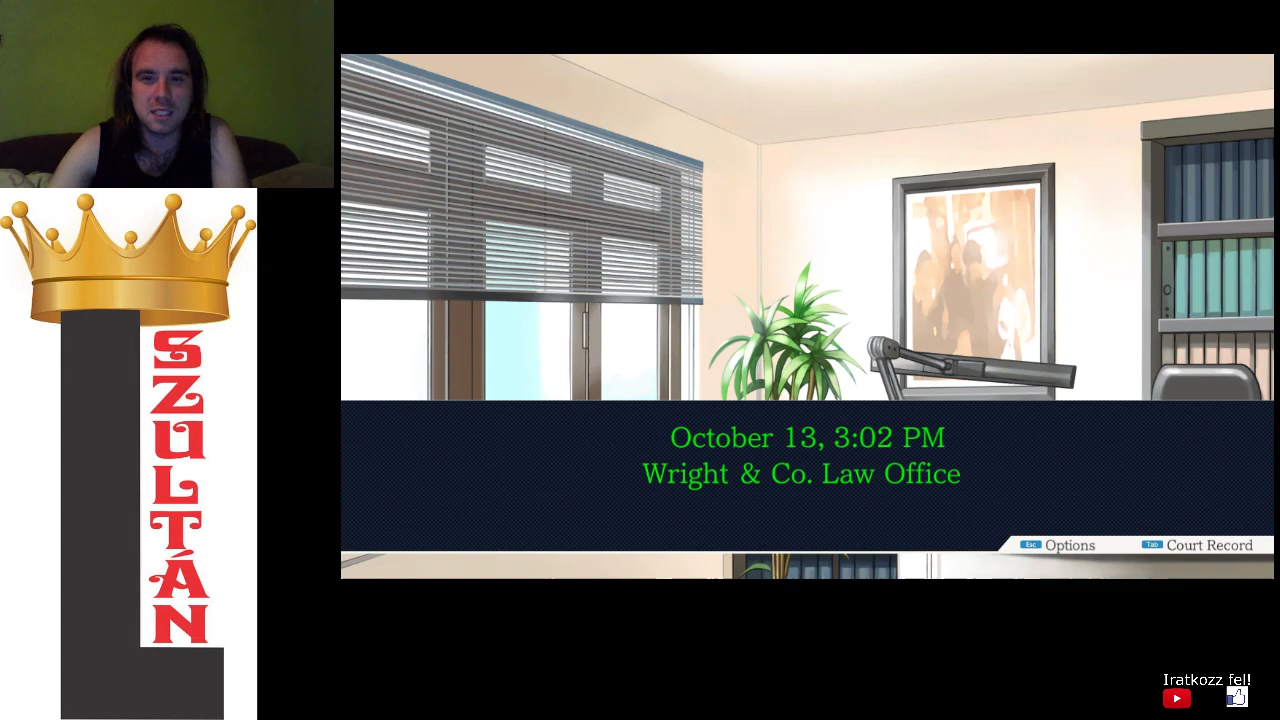 L
SZULTÁN
October 13, 3:02 PM
Wright & Co. Law Office
Esc Options
Tab Court Record
Iratkozz fel!